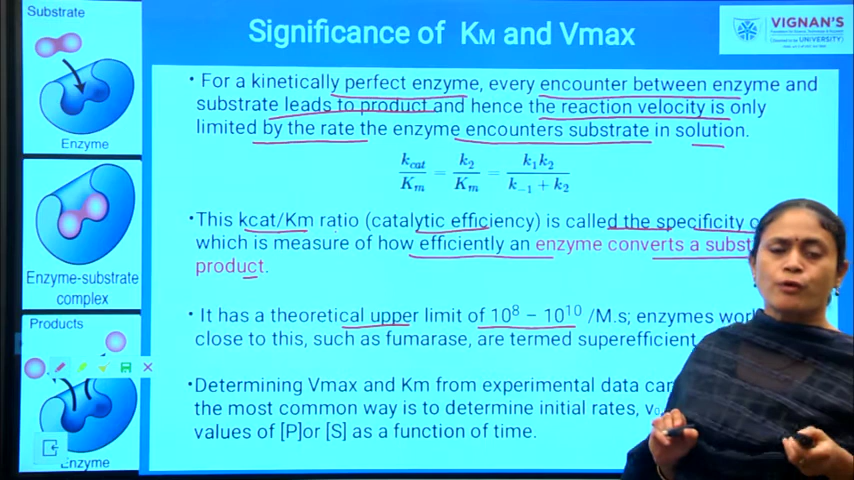 Substrate
Significance of KM and Vmax
VIGNAN'S
(Deemed to be UNIVERSITY)
• For a kinetically perfect enzyme, every encounter between enzyme and
substrate leads to product and hence the reaction velocity is only
limited by the rate the enzyme encounters substrate in solution.
Enzyme
kcat/Km = k2/Km = k1k2/k−1 + k2
• This kcat/Km ratio (catalytic efficiency) is called the specificity
which is measure of how efficiently an enzyme converts a
product.
Enzyme-substrate
complex
• It has a theoretical upper limit of 10⁸ – 10¹⁰ /M.s; enzymes
close to this, such as fumarase, are termed superefficient
Products
• Determining Vmax and Km from experimental data
the most common way is to determine initial rates,
values of [P]or [S] as a function of time.
Enzyme